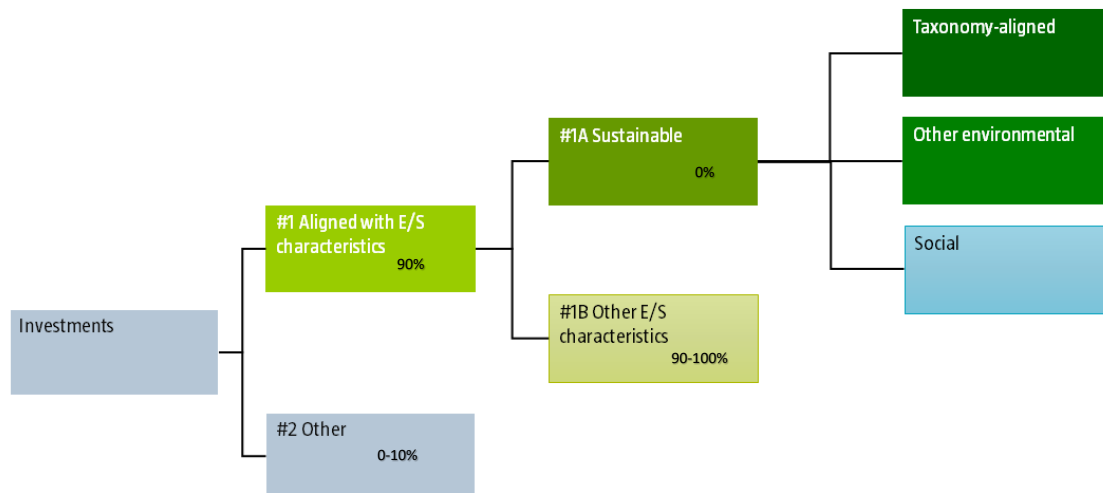 Taxonomy-aligned
#1A Sustainable
0%
Other environmental
#1 Aligned with E/S
characteristics
90%
Social
Investments
#1B Other E/S
characteristics
90-100%
#2 Other
0-10%